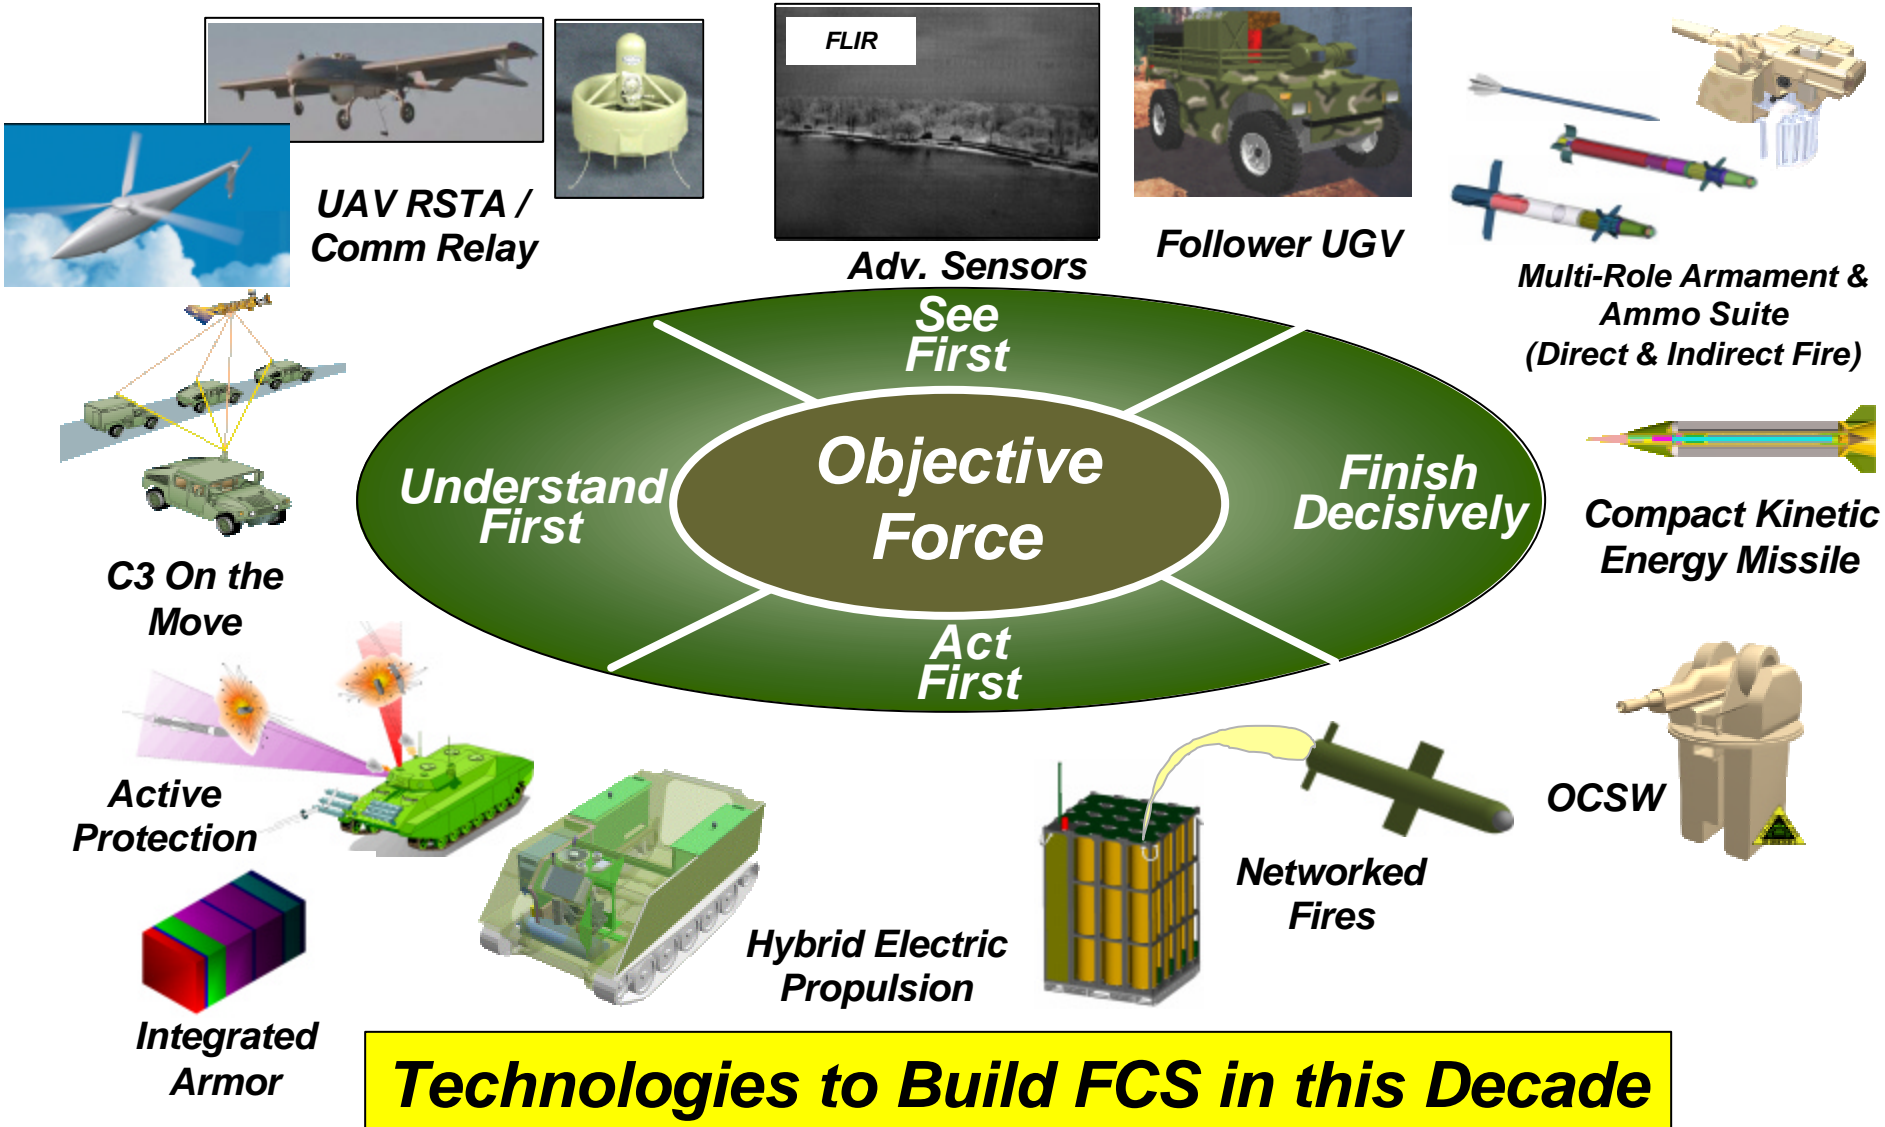 FLIR
UAV RSTA /
Comm Relay
Adv. Sensors
Follower UGV
Multi-Role Armament &
Ammo Suite
(Direct & Indirect Fire)
See
First
Objective
Force
Understand
First
Finish
Decisively
Act
First
Compact Kinetic
Energy Missile
C3 On the
Move
Active
Protection
OCSW
Networked
Fires
Hybrid Electric
Propulsion
Integrated
Armor
Technologies to Build FCS in this Decade